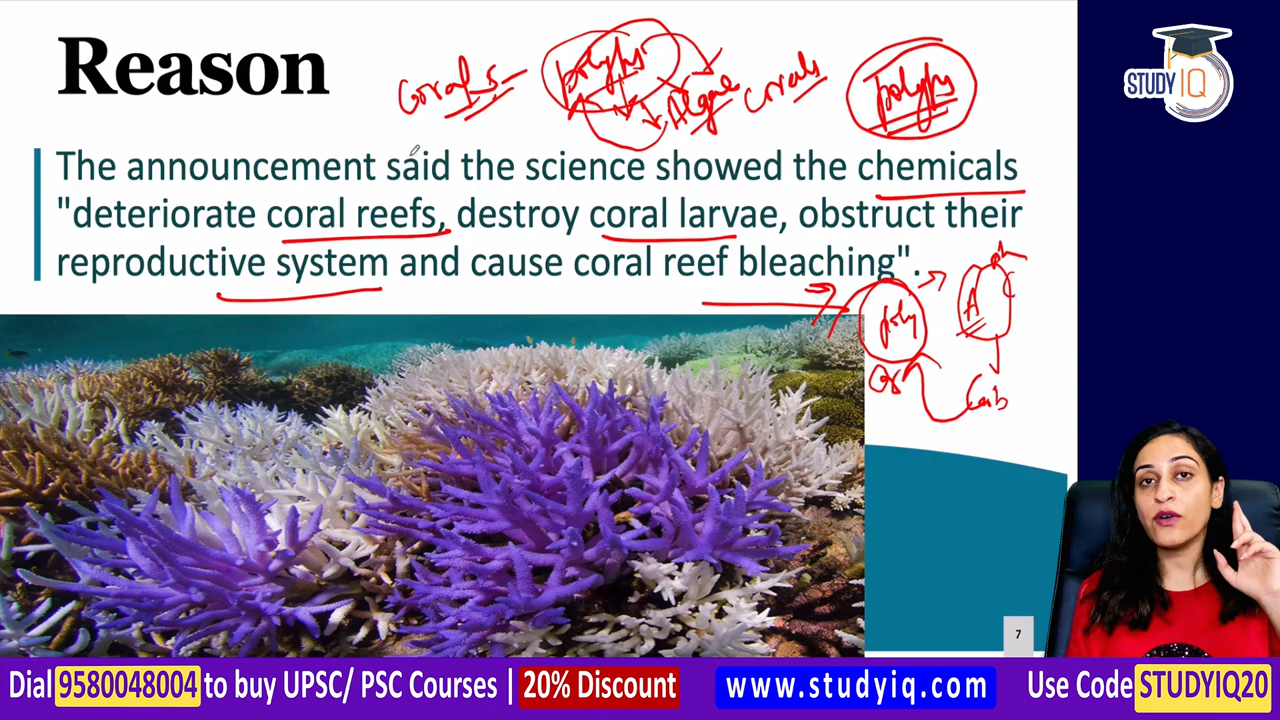 Reason
Corals - polyps Algae corals polyps
STUDY IQ
The announcement said the science showed the chemicals
"deteriorate coral reefs, destroy coral larvae, obstruct their
reproductive system and cause coral reef bleaching".
poly A
Carb
7
Dial 9580048004 to buy UPSC/ PSC Courses | 20% Discount www.studyiq.com Use Code STUDYIQ20